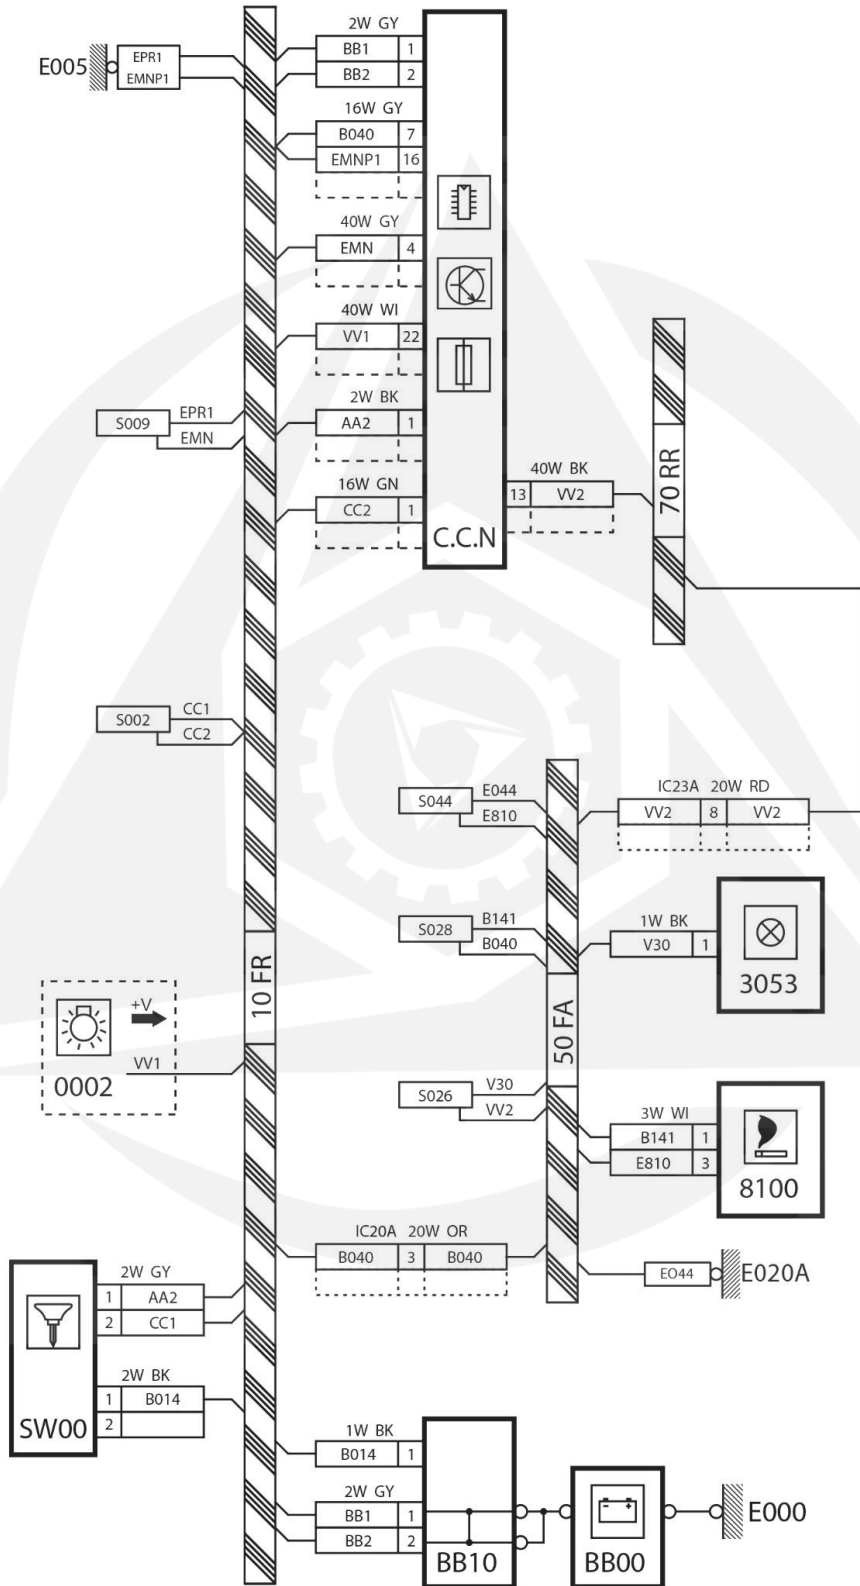 2W GY
BB1 1
BB2 2
E005
EPR1
EMNP1
16W GY
B040 7
EMNP1 16
40W GY
EMN 4
40W WI
VV1 22
2W BK
AA2 1
S009
EPR1
EMN
16W GN
CC2 1
C.C.N
40W BK
13 VV2
70 RR
S002
CC1
CC2
S044
E044
E810
IC23A 20W RD
VV2 8 VV2
S028
B141
B040
1W BK
V30 1
3053
10 FR
50 FA
+V
VV1
0002
S026
V30
VV2
3W WI
B141 1
E810 3
8100
IC20A 20W OR
B040 3 B040
EO44
E020A
2W GY
1 AA2
2 CC1
2W BK
1 B014
2
SW00
1W BK
B014 1
2W GY
BB1 1
BB2 2
BB10
BB00
E000